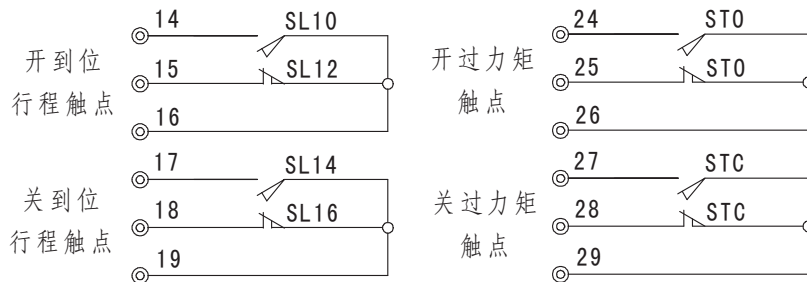 14 SL10
开到位
15 SL12
行程触点
16
17 SL14
关到位
18 SL16
行程触点
19
24 STO
开过力矩
25 STO
触点
26
27 STC
关过力矩
28 STC
触点
29